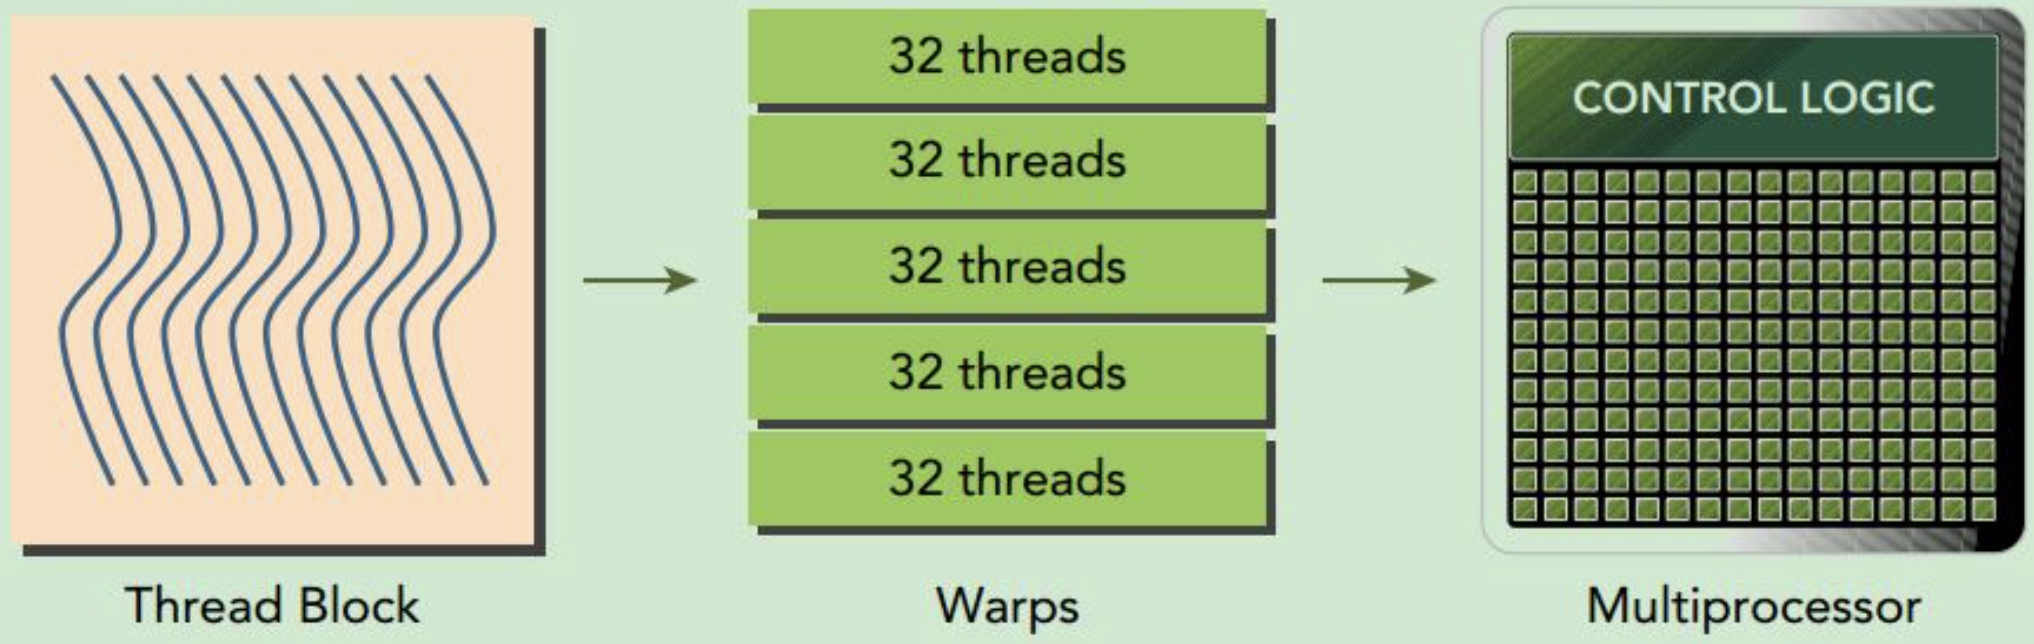 32 threads
32 threads
32 threads
32 threads
32 threads
CONTROL LOGIC
Thread Block
Warps
Multiprocessor